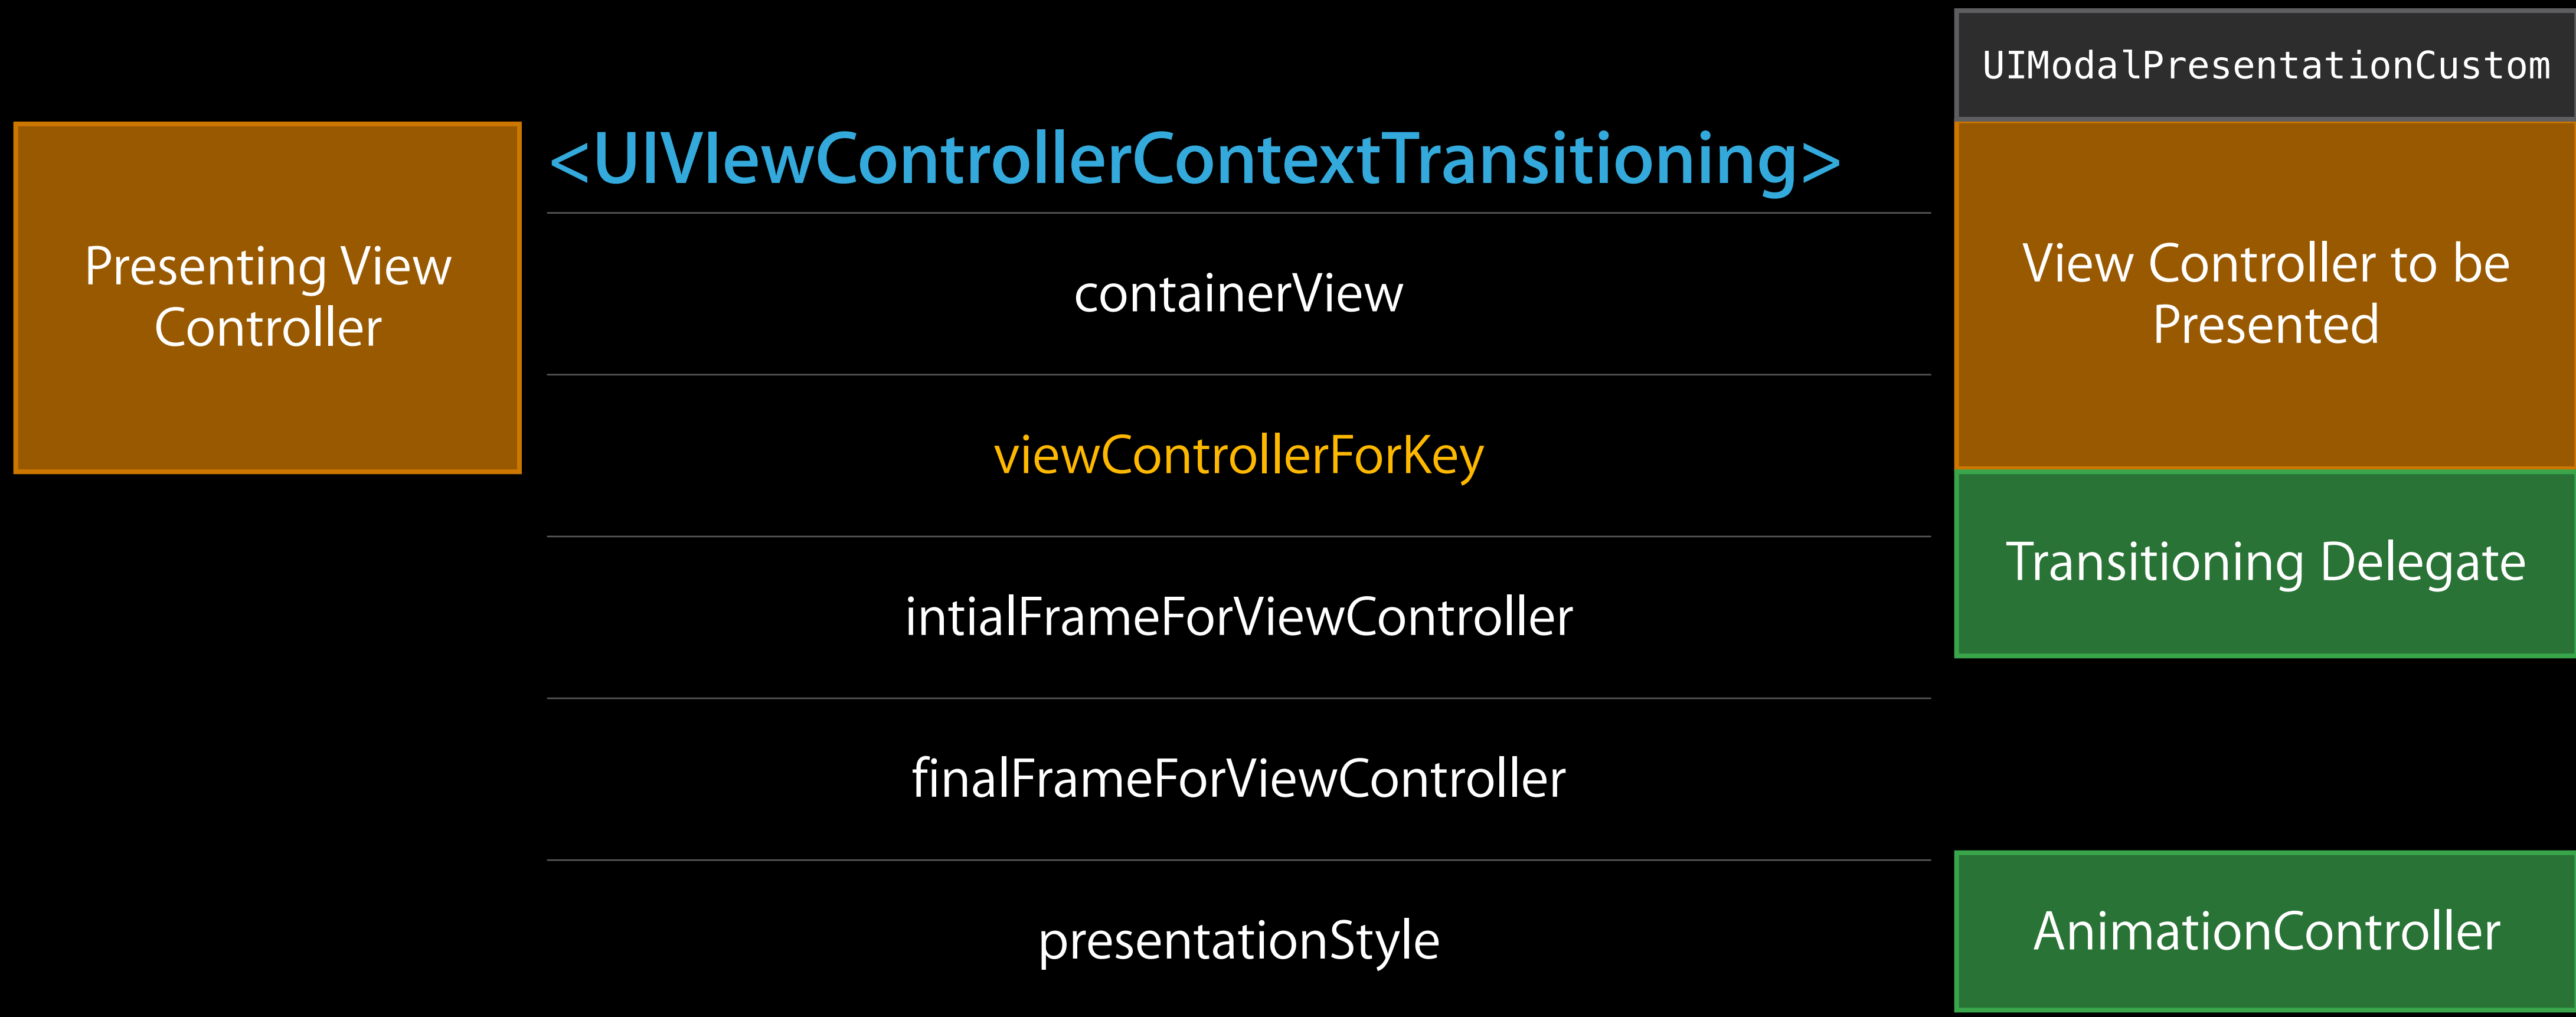 UIModalPresentationCustom
Presenting View
Controller
<UIVIewControllerContextTransitioning>
containerView
viewControllerForKey
intialFrameForViewController
finalFrameForViewController
presentationStyle
View Controller to be
Presented
Transitioning Delegate
AnimationController